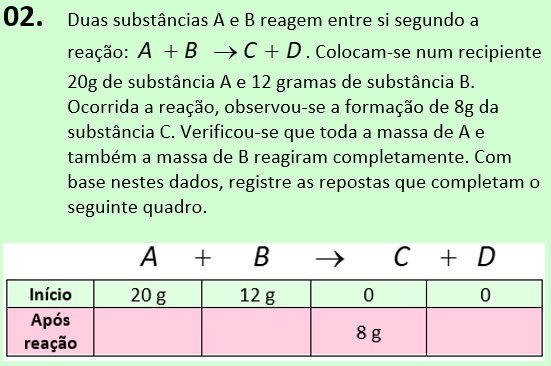 02. Duas substâncias A e B reagem entre si segundo a
reação: A + B → C + D. Colocam-se num recipiente
20g de substância A e 12 gramas de substância B.
Ocorrida a reação, observou-se a formação de 8g da
substância C. Verificou-se que toda a massa de A e
também a massa de B reagiram completamente. Com
base nestes dados, registre as repostas que completam o
seguinte quadro.
A + B → C + D
Início 20 g 12 g 0 0
Após
reação 8 g